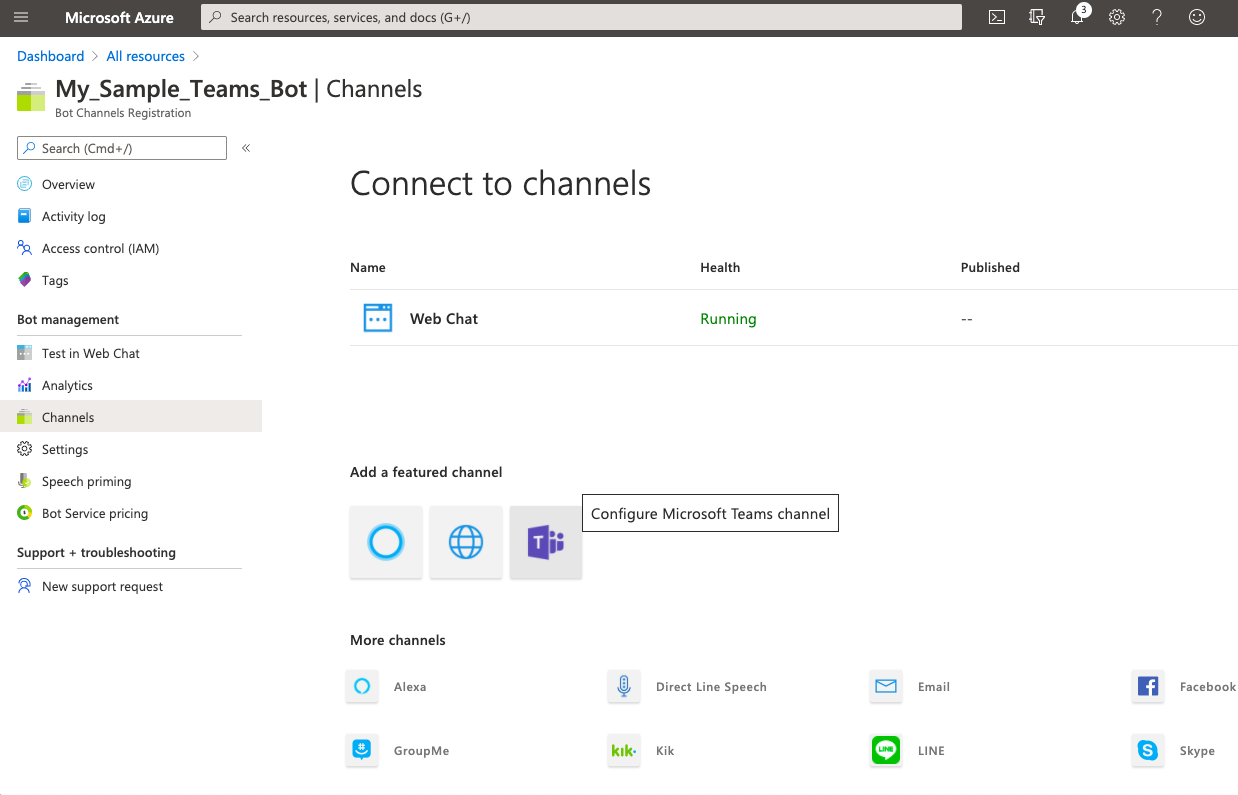 Microsoft Azure
Search resources, services, and docs (G+/)
3
Dashboard > All resources >
My_Sample_Teams_Bot | Channels
Bot Channels Registration
Search (Cmd+/)
«
Overview
Activity log
Access control (IAM)
Tags
Bot management
Test in Web Chat
Analytics
Channels
Settings
Speech priming
Bot Service pricing
Support + troubleshooting
New support request
Connect to channels
Name Health Published
Web Chat Running --
Add a featured channel
T
Configure Microsoft Teams channel
More channels
Alexa Direct Line Speech Email Facebook
GroupMe kik. Kik LINE LINE Skype